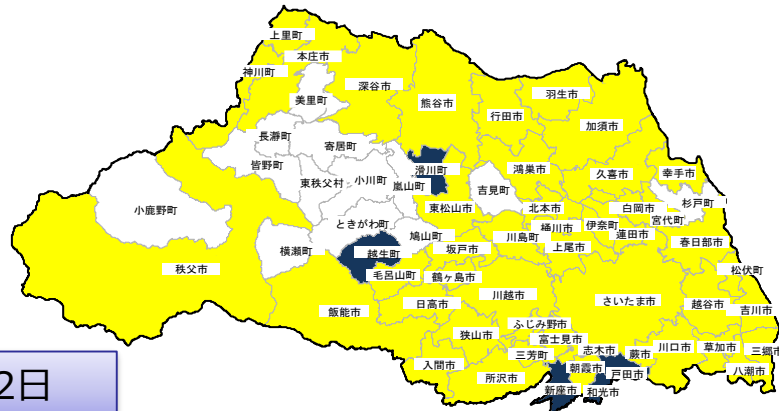 上里町
本庄市
神川町
深谷市
熊谷市
羽生市
美里町
行田市
加須市
長瀞町
寄居町
皆野町
滑川町
鴻巣市
久喜市
幸手市
東秩父村
小川町
嵐山町
吉見町
小鹿野町
東松山市
北本市
白岡市
杉戸町
宮代町
ときがわ町
桶川市
伊奈町
蓮田市
横瀬町
鳩山町
川島町
上尾市
春日部市
越生町
坂戸市
秩父市
毛呂山町
鶴ヶ島市
松伏町
川越市
さいたま市
日高市
越谷市
吉川市
飯能市
ふじみ野市
狭山市
富士見市
三芳町
志木市
蕨市
川口市
草加市
三郷市
入間市
朝霞市
戸田市
八潮市
所沢市
新座市
和光市
2日